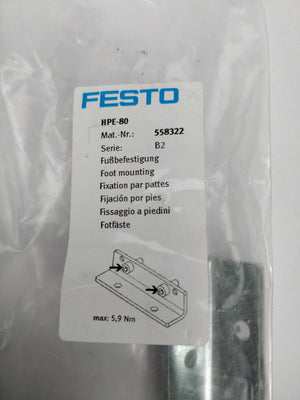 FESTO
HPE-80
Mat.-Nr.: 558322
Serie: B2
Fußbefestigung
Foot mounting
Fixation par pattes
Fijación por pies
Fissaggio a piedini
Fotfäste
max: 5,9 Nm